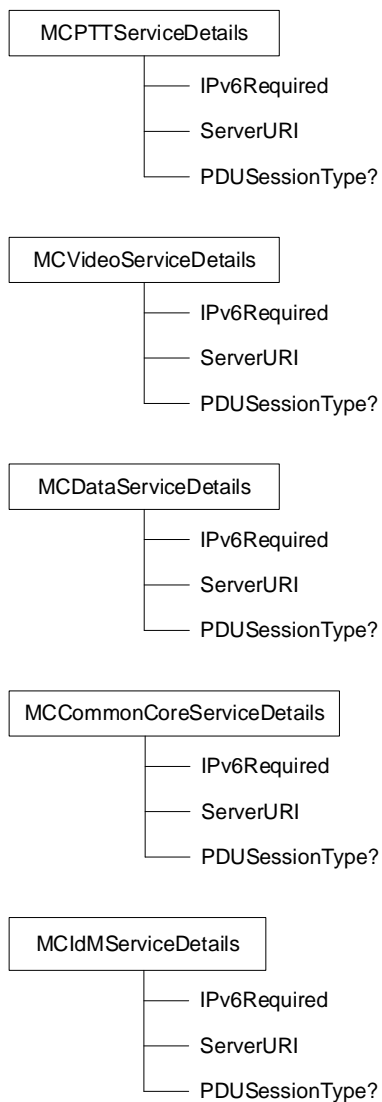 MCPTTServiceDetails
IPv6Required
ServerURI
PDUSessionType?
MCVideoServiceDetails
IPv6Required
ServerURI
PDUSessionType?
MCDataServiceDetails
IPv6Required
ServerURI
PDUSessionType?
MCCommonCoreServiceDetails
IPv6Required
ServerURI
PDUSessionType?
MCIdMServiceDetails
IPv6Required
ServerURI
PDUSessionType?